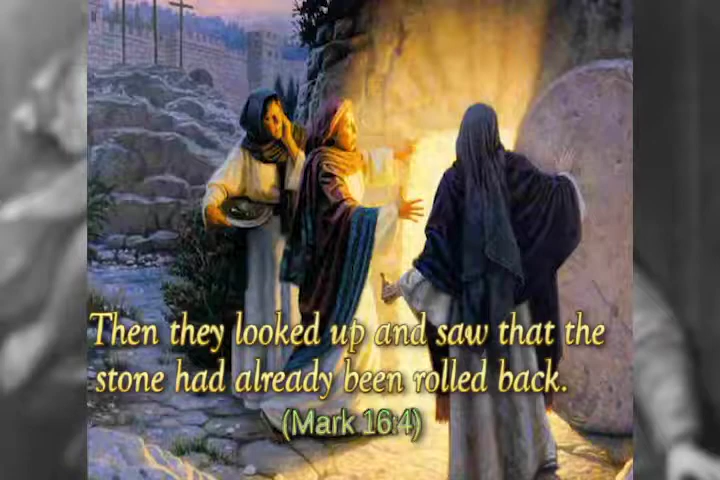 Then they looked up and saw that the
stone had already been rolled back.
(Mark 16:4)